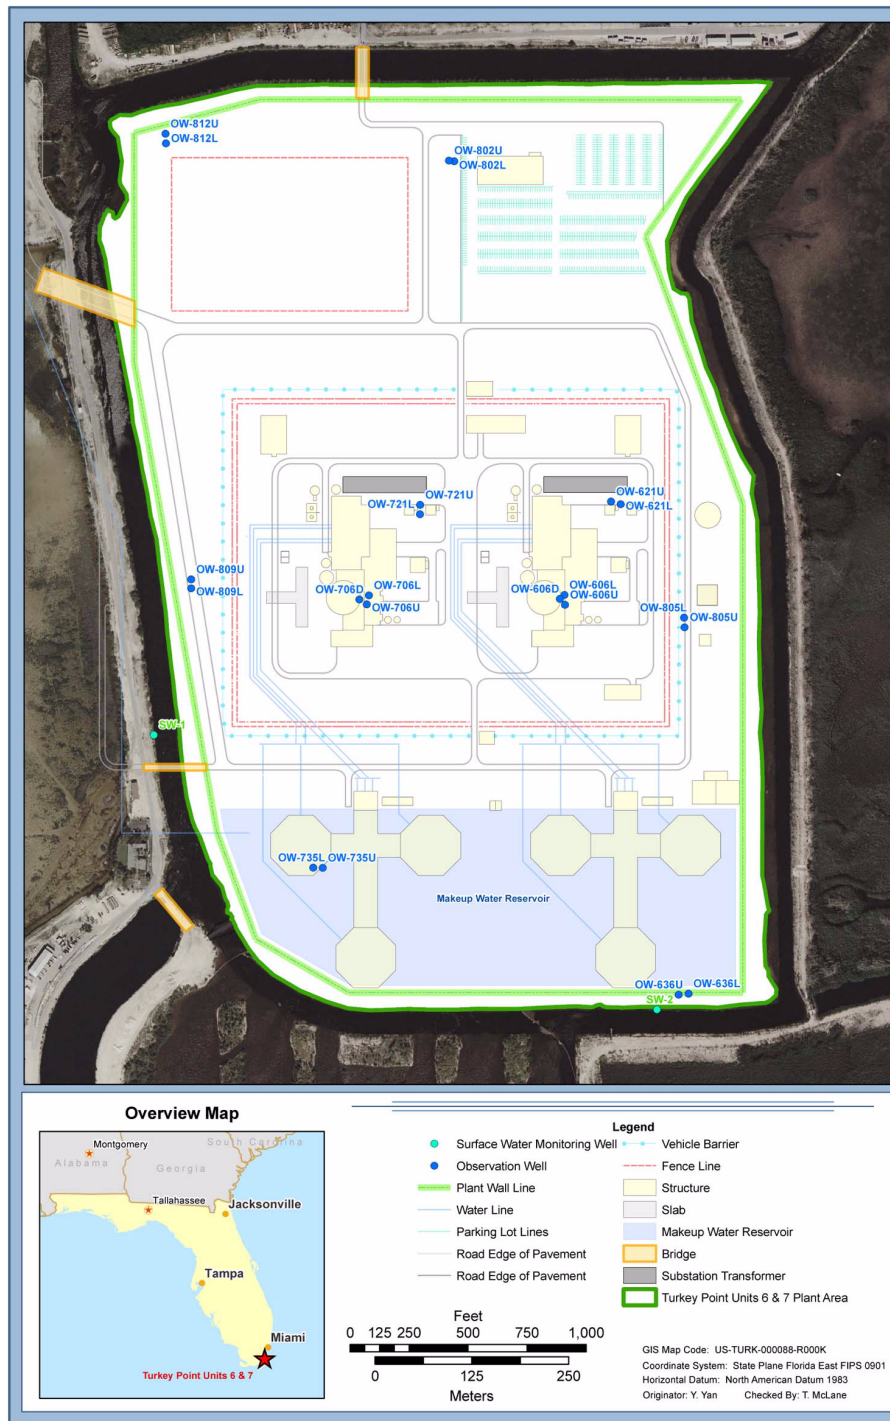 OW-812U
OW-812L
OW-802U
OW-802L
OW-721U
OW-721L
OW-621U
OW-621L
OW-809U
OW-809L
OW-706D
OW-706L
OW-706U
OW-606D
OW-606L
OW-606U
OW-805L
OW-805U
SW-1
OW-735L
OW-735U
Makeup Water Reservoir
OW-636U
OW-636L
SW-2
Overview Map
Montgomery
Alabama
Georgia
South Carolina
Tallahassee
Jacksonville
Tampa
Miami
Turkey Point Units 6 & 7
Legend
Surface Water Monitoring Well
Observation Well
Plant Wall Line
Water Line
Parking Lot Lines
Road Edge of Pavement
Road Edge of Pavement
Vehicle Barrier
Fence Line
Structure
Slab
Makeup Water Reservoir
Bridge
Substation Transformer
Turkey Point Units 6 & 7 Plant Area
Feet
0 125 250 500 750 1,000
0 125 250
Meters
GIS Map Code: US-TURK-000088-R000K
Coordinate System: State Plane Florida East FIPS 0901
Horizontal Datum: North American Datum 1983
Originator: Y. Yan Checked By: T. McLane